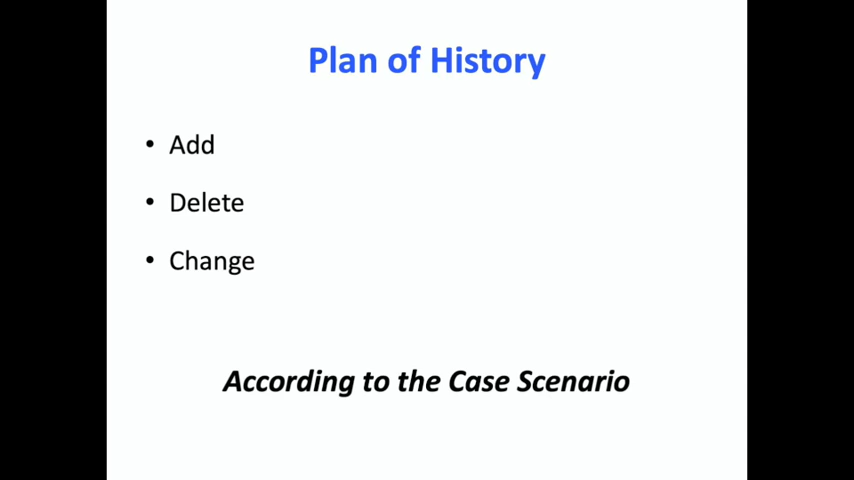 Plan of History
• Add
• Delete
• Change
According to the Case Scenario